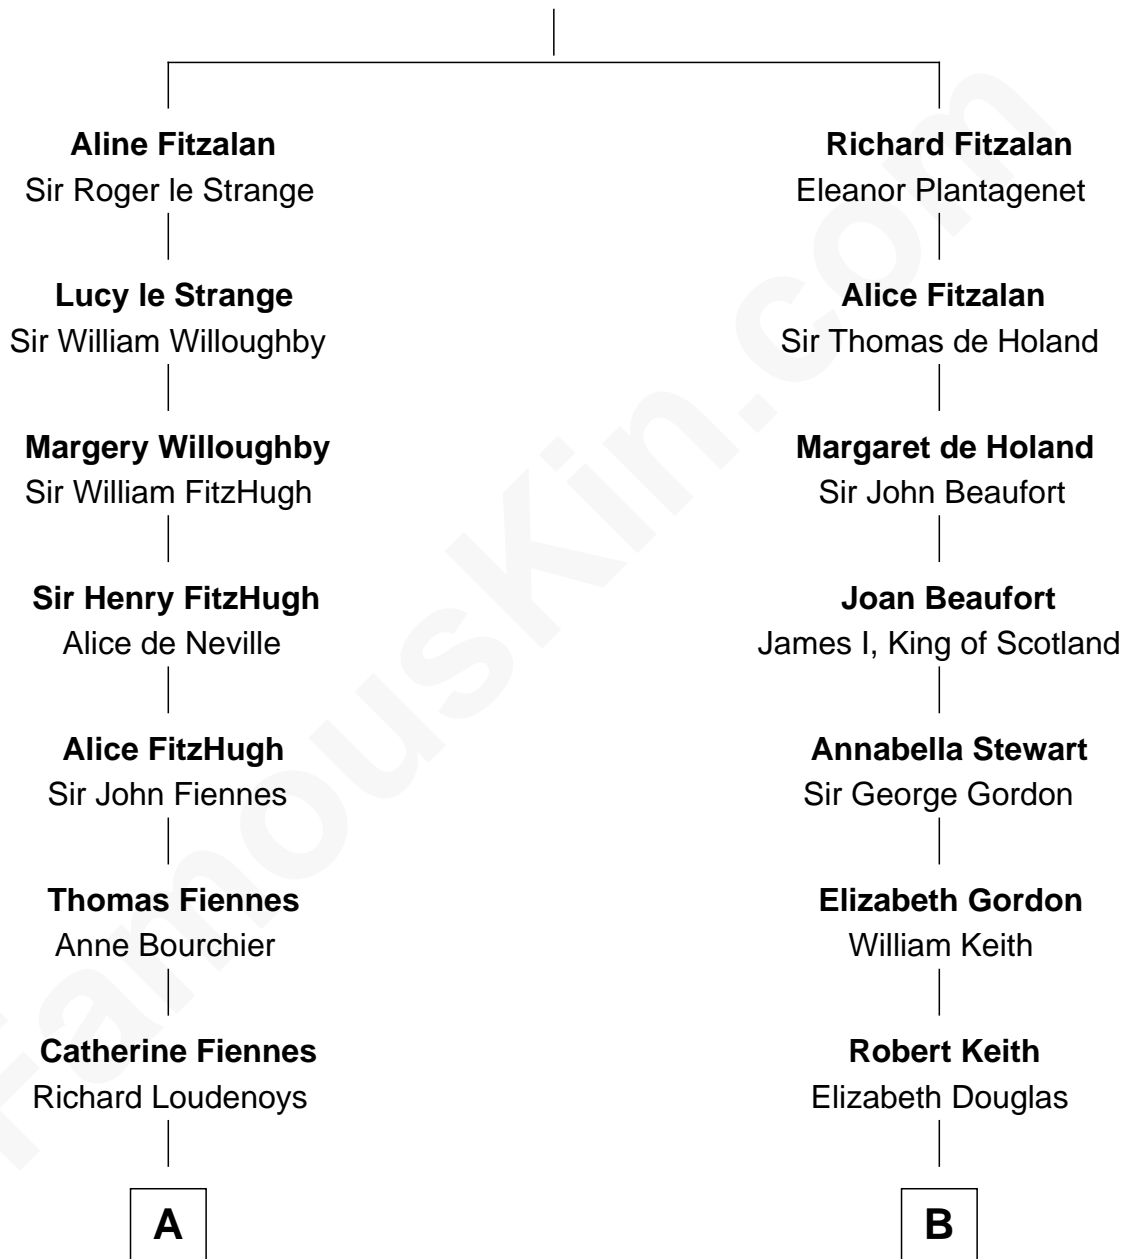 Aline Fitzalan
Sir Roger le Strange
Richard Fitzalan
Eleanor Plantagenet
Lucy le Strange
Sir William Willoughby
Alice Fitzalan
Sir Thomas de Holand
Margery Willoughby
Sir William FitzHugh
Margaret de Holand
Sir John Beaufort
Sir Henry FitzHugh
Alice de Neville
Joan Beaufort
James I, King of Scotland
Alice FitzHugh
Sir John Fiennes
Annabella Stewart
Sir George Gordon
Thomas Fiennes
Anne Bourchier
Elizabeth Gordon
William Keith
Catherine Fiennes
Richard Loudenoys
Robert Keith
Elizabeth Douglas
A
B
FamousKin.com